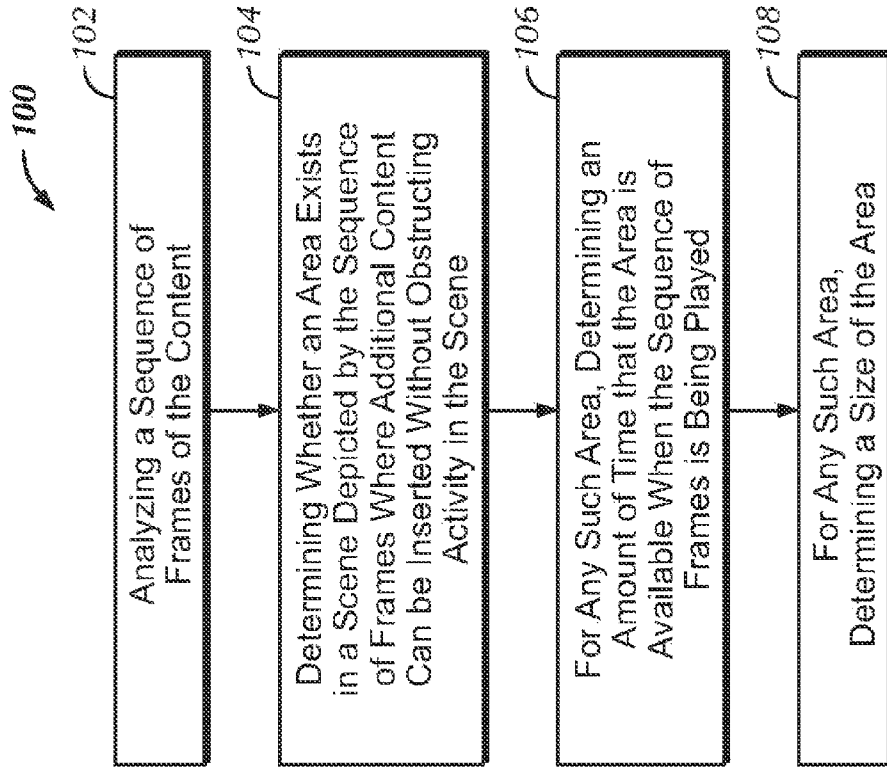 100
102
Analyzing a Sequence of
Frames of the Content
104
Determining Whether an Area Exists
in a Scene Depicted by the Sequence
of Frames Where Additional Content
Can be Inserted Without Obstructing
Activity in the Scene
106
For Any Such Area, Determining an
Amount of Time that the Area is
Available When the Sequence of
Frames is Being Played
108
For Any Such Area,
Determining a Size of the Area